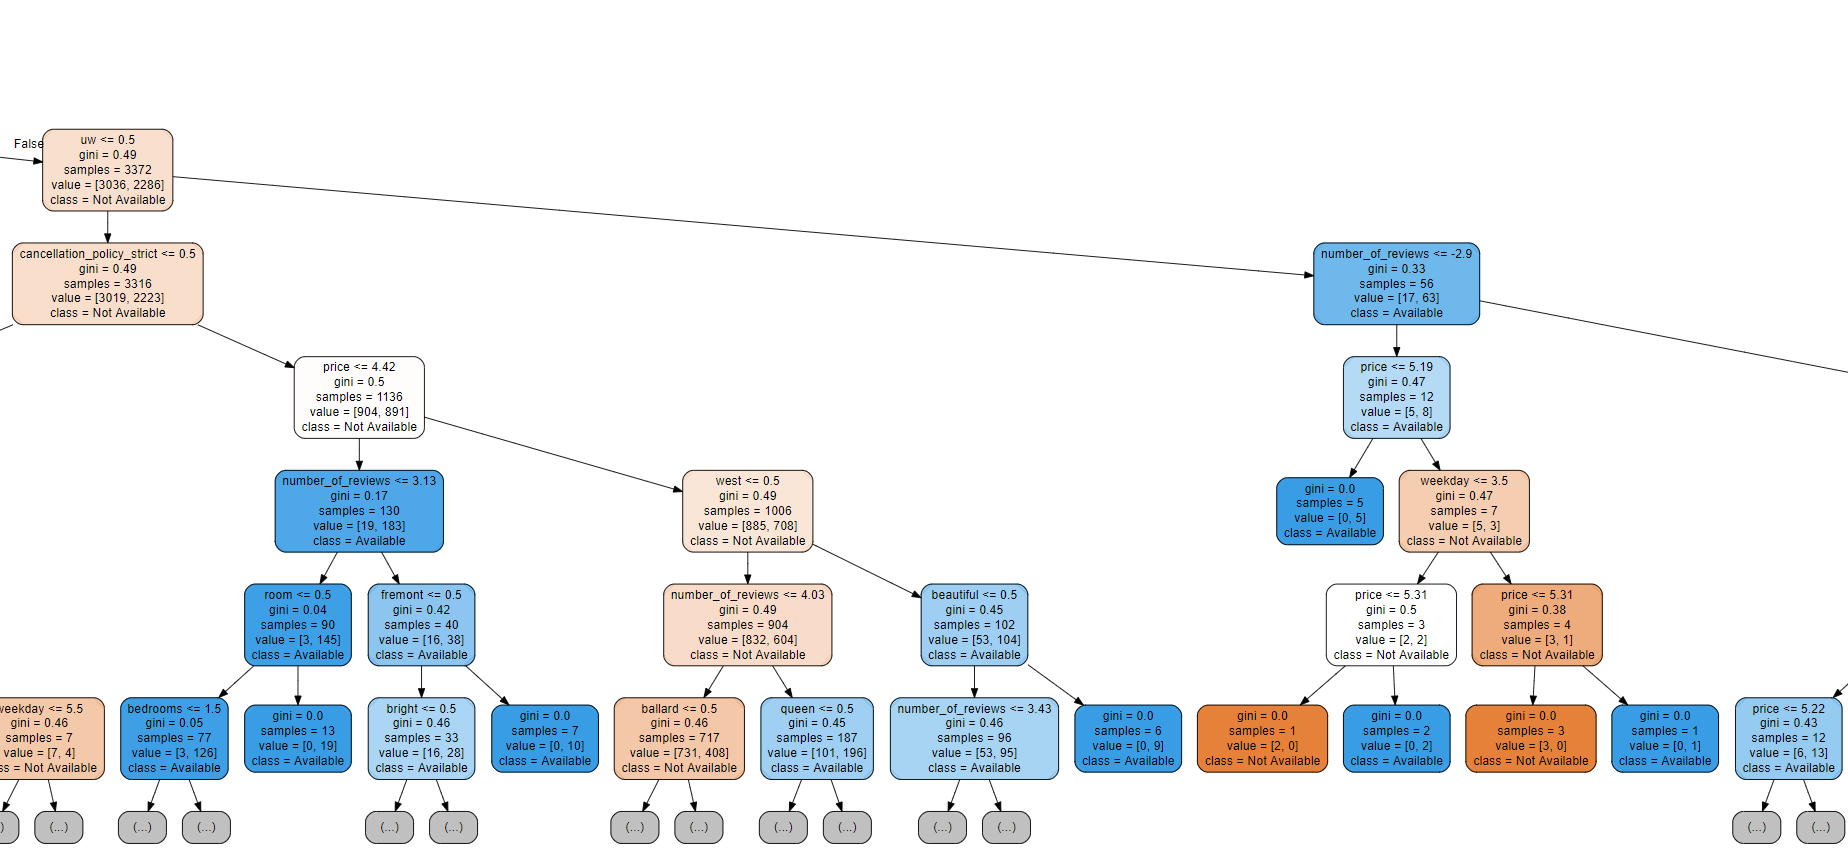 False
uw <= 0.5
gini = 0.49
samples = 3372
value = [3036, 2286]
class = Not Available
cancellation_policy_strict <= 0.5
gini = 0.49
samples = 3316
value = [3019, 2223]
class = Not Available
number_of_reviews <= -2.9
gini = 0.33
samples = 56
value = [17, 63]
class = Available
price <= 4.42
gini = 0.5
samples = 1136
value = [904, 891]
class = Not Available
price <= 5.19
gini = 0.47
samples = 12
value = [5, 8]
class = Available
number_of_reviews <= 3.13
gini = 0.17
samples = 130
value = [19, 183]
class = Available
west <= 0.5
gini = 0.49
samples = 1006
value = [885, 708]
class = Not Available
gini = 0.0
samples = 5
value = [0, 5]
class = Available
weekday <= 3.5
gini = 0.47
samples = 7
value = [5, 3]
class = Not Available
room <= 0.5
gini = 0.04
samples = 90
value = [3, 145]
class = Available
fremont <= 0.5
gini = 0.42
samples = 40
value = [16, 38]
class = Available
number_of_reviews <= 4.03
gini = 0.49
samples = 904
value = [832, 604]
class = Not Available
beautiful <= 0.5
gini = 0.45
samples = 102
value = [53, 104]
class = Available
price <= 5.31
gini = 0.5
samples = 3
value = [2, 2]
class = Not Available
price <= 5.31
gini = 0.38
samples = 4
value = [3, 1]
class = Not Available
eekday <= 5.5
gini = 0.46
samples = 7
value = [7, 4]
ss = Not Available
bedrooms <= 1.5
gini = 0.05
samples = 77
value = [3, 126]
class = Available
gini = 0.0
samples = 13
value = [0, 19]
class = Available
bright <= 0.5
gini = 0.46
samples = 33
value = [16, 28]
class = Available
gini = 0.0
samples = 7
value = [0, 10]
class = Available
ballard <= 0.5
gini = 0.46
samples = 717
value = [731, 408]
class = Not Available
queen <= 0.5
gini = 0.45
samples = 187
value = [101, 196]
class = Available
number_of_reviews <= 3.43
gini = 0.46
samples = 96
value = [53, 95]
class = Available
gini = 0.0
samples = 6
value = [0, 9]
class = Available
gini = 0.0
samples = 1
value = [2, 0]
class = Not Available
gini = 0.0
samples = 2
value = [0, 2]
class = Available
gini = 0.0
samples = 3
value = [3, 0]
class = Not Available
gini = 0.0
samples = 1
value = [0, 1]
class = Available
price <= 5.22
gini = 0.43
samples = 12
value = [6, 13]
class = Available
)
(...)
(...)
(...)
(...)
(...)
(...)
(...)
(...)
(...)
(...)
(...)
(...)
(...)